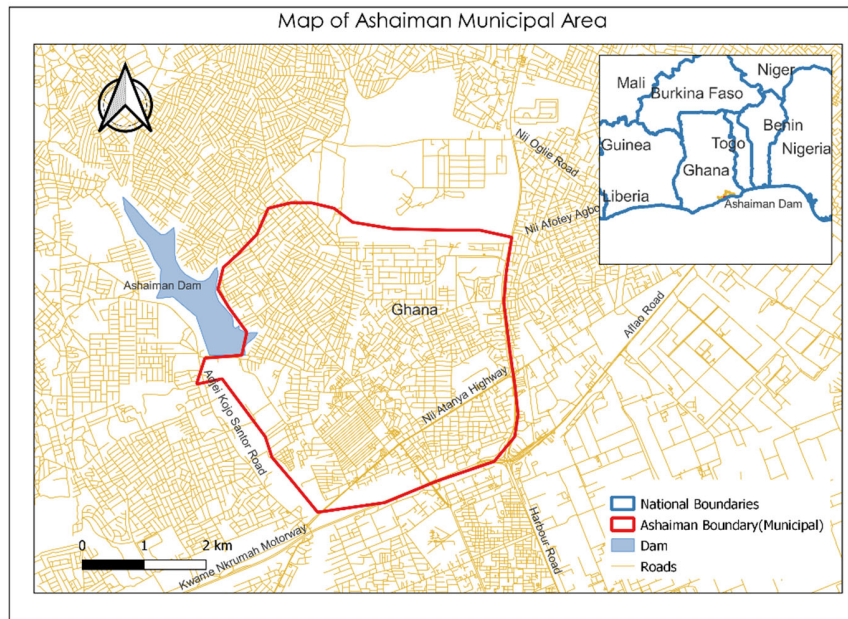 Map of Ashaiman Municipal Area
Mali
Niger
Burkina Faso
Guinea
Benin
Togo
Nigeria
Ghana
Liberia
Ashaiman Dam
Nii Oglie Road
Nii Afotey Agbo
Ashaiman Dam
Ghana
Aflao Road
Nii Atanya Highway
Agjei Kojo Santor Road
Harbour Road
Kwame Nkrumah Motorway
0 1 2 km
National Boundaries
Ashaiman Boundary(Municipal)
Dam
Roads